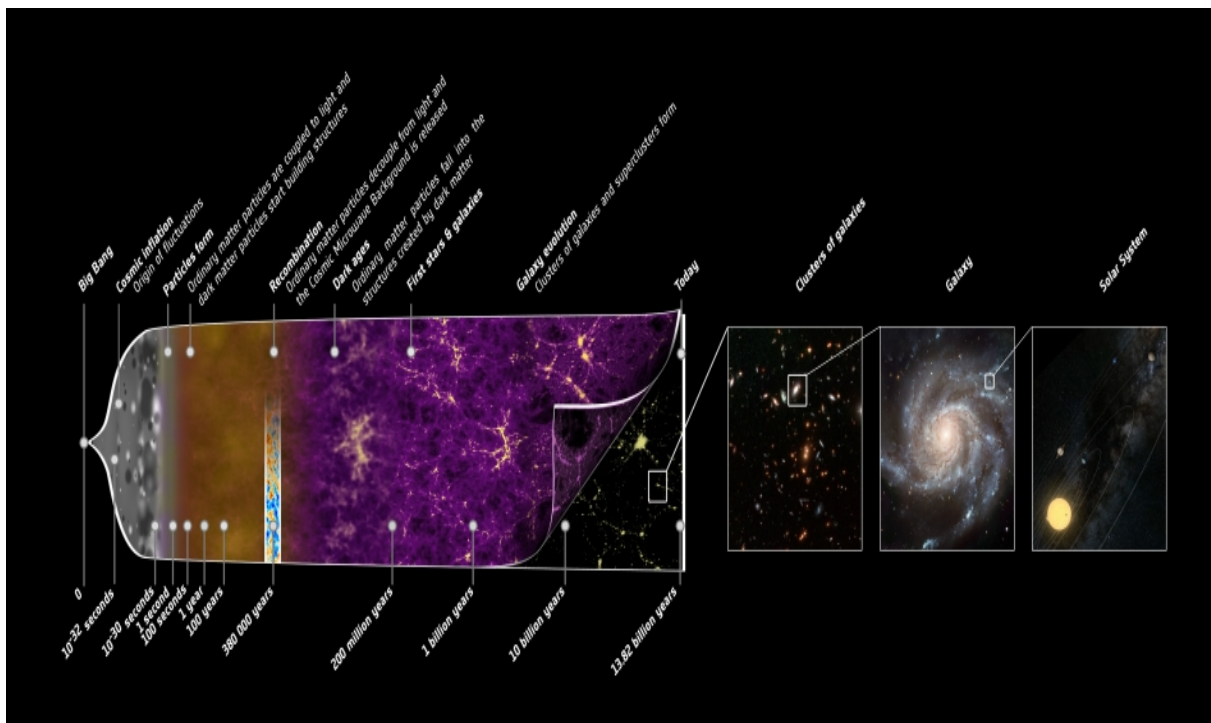 Big Bang
Cosmic inflation
Origin of fluctuations
Particles form
Ordinary matter particles are coupled to light and
dark matter particles start building structures
Recombination
Ordinary matter particles decouple from light and
the Cosmic Microwave Background is released
Dark ages
Ordinary matter particles fall into the
structures created by dark matter
First stars & galaxies
Galaxy evolution
Clusters of galaxies and superclusters form
Today
Clusters of galaxies
Galaxy
Solar System
0
10⁻³² seconds
10⁻³⁰ seconds
1 second
100 seconds
1 year
100 years
380 000 years
200 million years
1 billion years
10 billion years
13.82 billion years